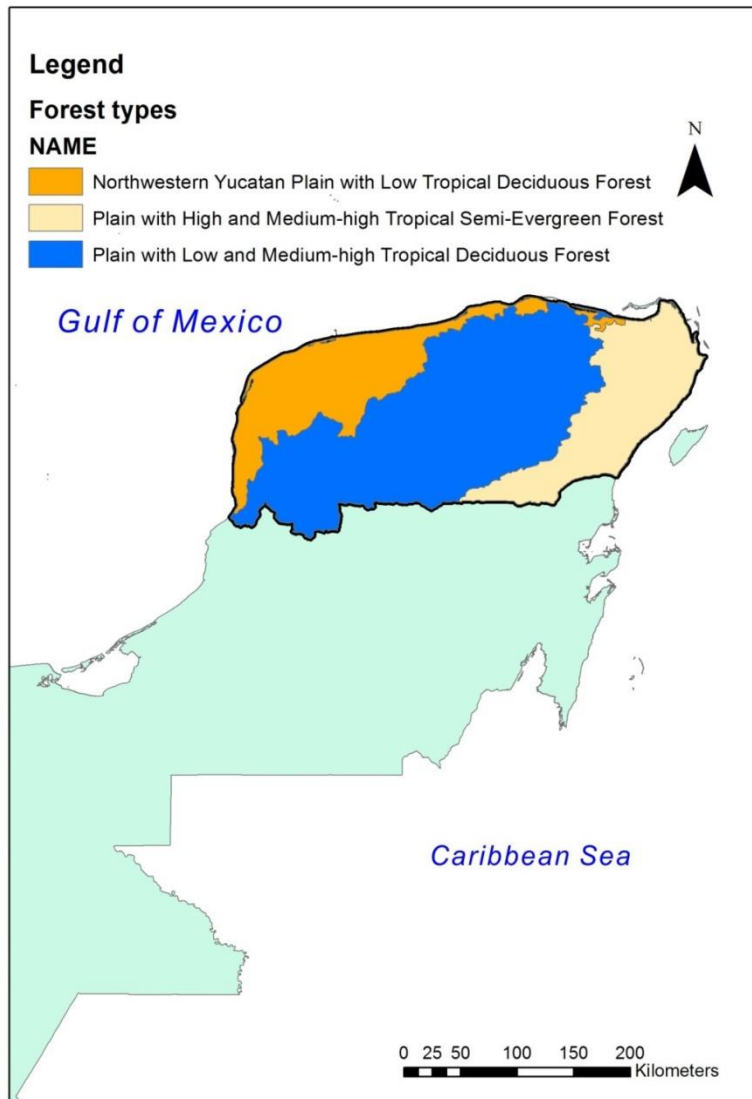 Legend
Forest types
NAME
Northwestern Yucatan Plain with Low Tropical Deciduous Forest
Plain with High and Medium-high Tropical Semi-Evergreen Forest
Plain with Low and Medium-high Tropical Deciduous Forest
N
Gulf of Mexico
Caribbean Sea
0 25 50 100 150 200
Kilometers